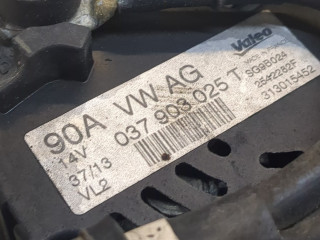 90A VW AG
14V 037 903 025 T
37/13
VL2
Valeo
SG9B024
2542282F
313015452